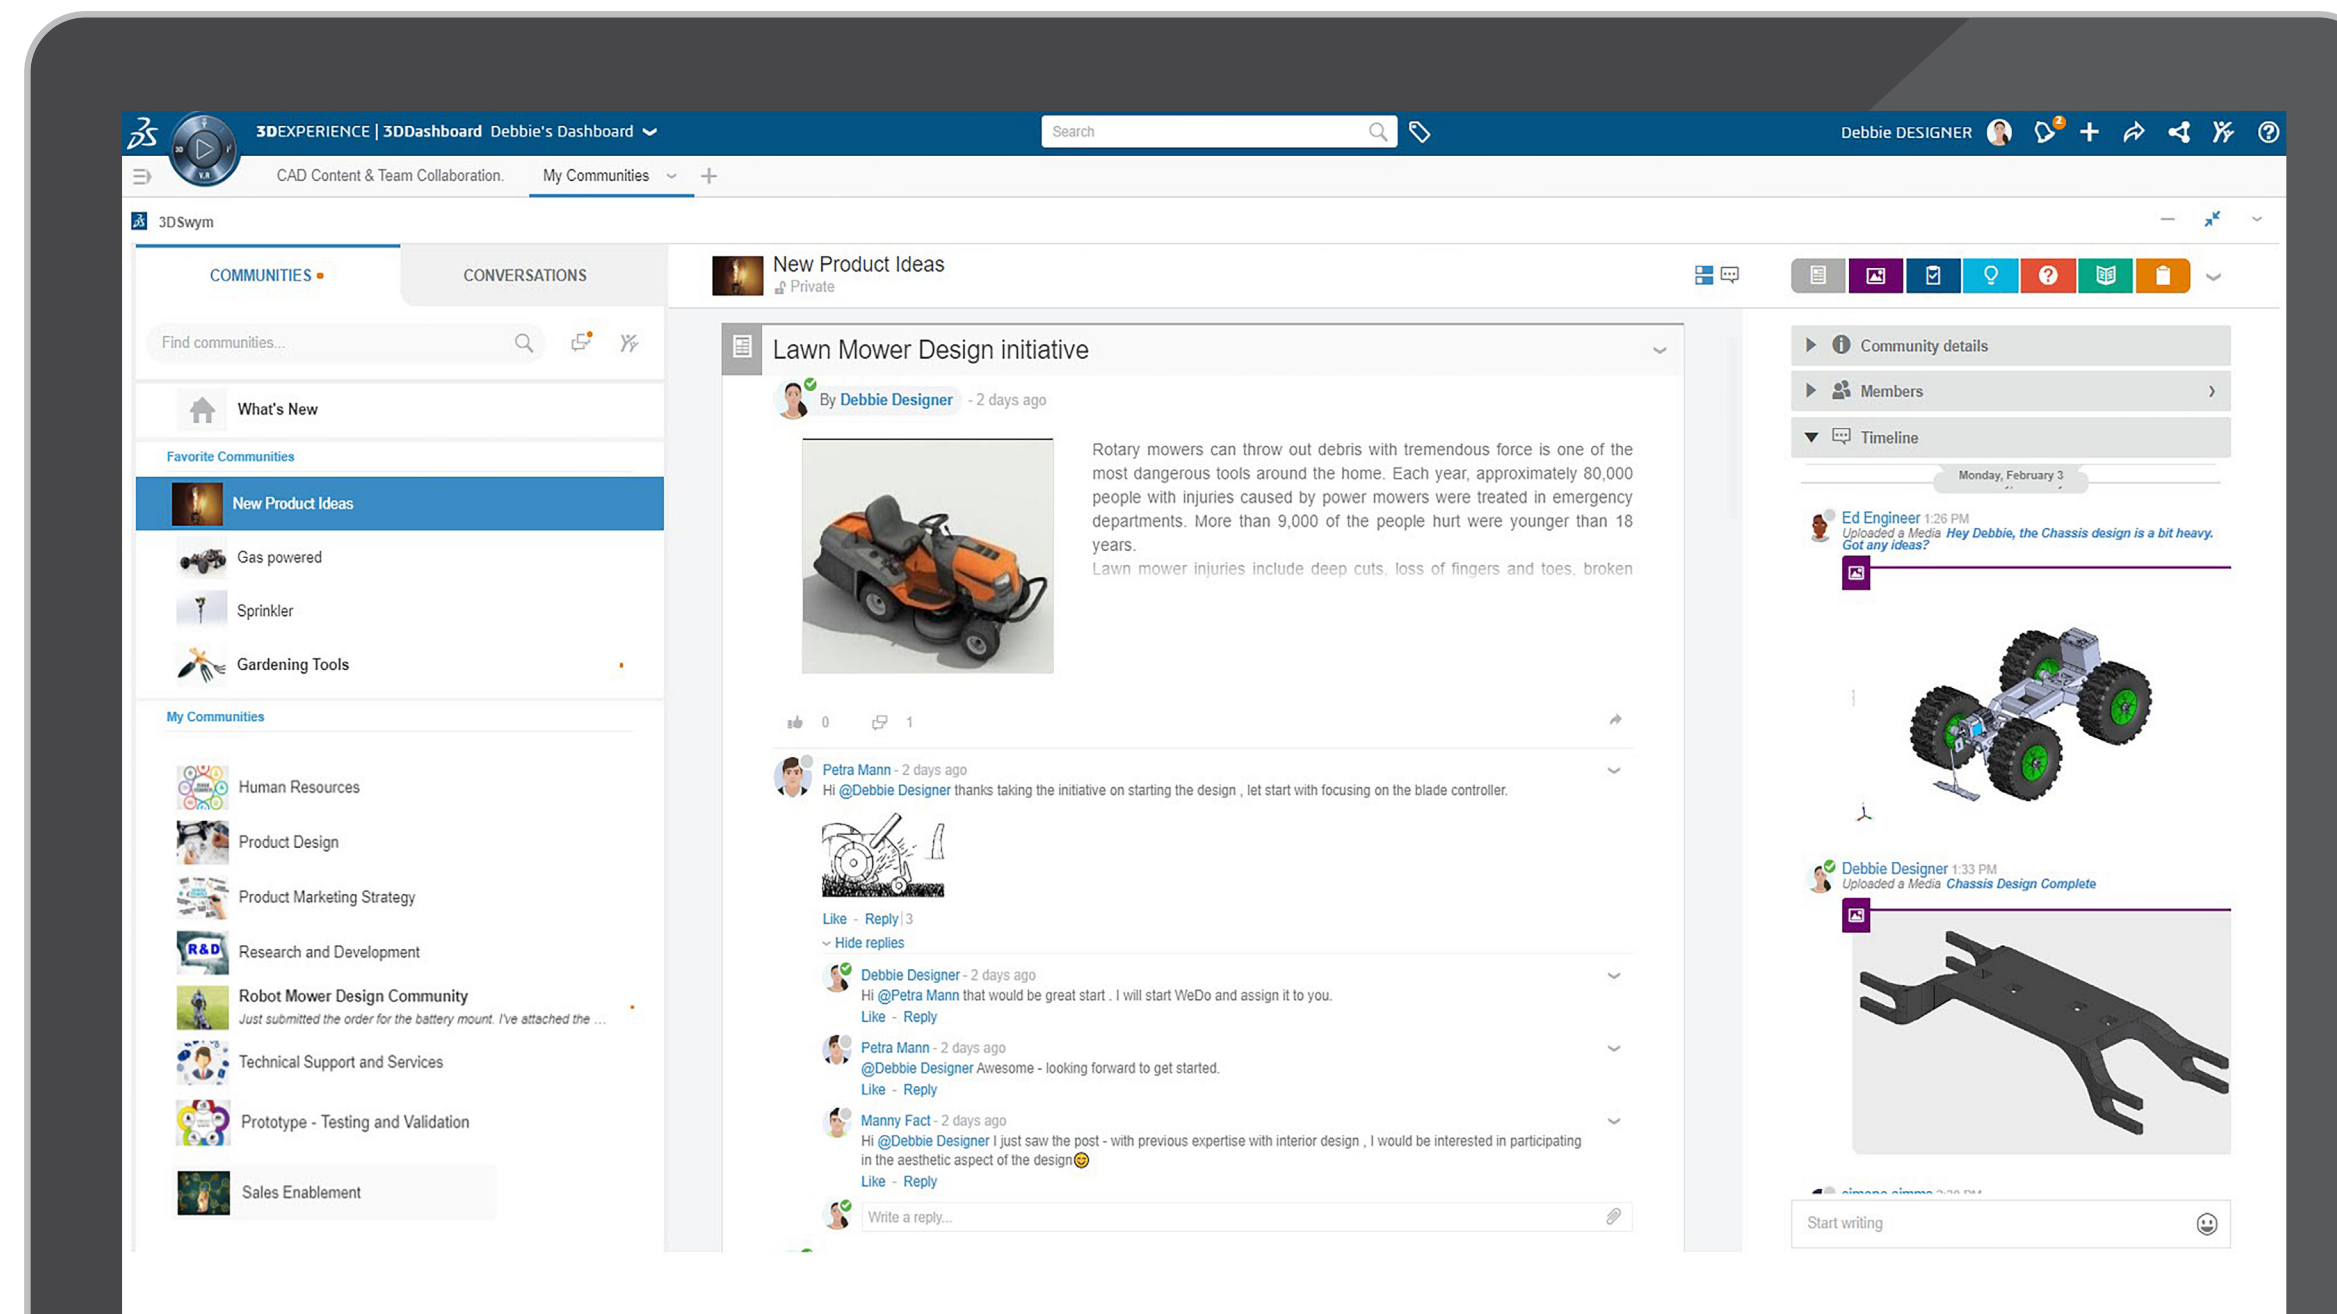 3DEXPERIENCE | 3DDashboard Debbie's Dashboard
Search
Debbie DESIGNER
2
3D
V.R
CAD Content & Team Collaboration.
My Communities
3DSwym
COMMUNITIES
CONVERSATIONS
Find communities...
What's New
Favorite Communities
New Product Ideas
Gas powered
Sprinkler
Gardening Tools
My Communities
Human Resources
Product Design
Product Marketing Strategy
R&D
Research and Development
Robot Mower Design Community
Just submitted the order for the battery mount. I've attached the ...
Technical Support and Services
Prototype - Testing and Validation
Sales Enablement
New Product Ideas
Private
Lawn Mower Design initiative
By Debbie Designer - 2 days ago
Rotary mowers can throw out debris with tremendous force is one of the
most dangerous tools around the home. Each year, approximately 80,000
people with injuries caused by power mowers were treated in emergency
departments. More than 9,000 of the people hurt were younger than 18
years.
Lawn mower injuries include deep cuts, loss of fingers and toes, broken
0 1
Petra Mann - 2 days ago
Hi @Debbie Designer thanks taking the initiative on starting the design , let start with focusing on the blade controller.
Like - Reply| 3
Hide replies
Debbie Designer - 2 days ago
Hi @Petra Mann that would be great start . I will start WeDo and assign it to you.
Like - Reply
Petra Mann - 2 days ago
@Debbie Designer Awesome - looking forward to get started.
Like - Reply
Manny Fact - 2 days ago
Hi @Debbie Designer I just saw the post - with previous expertise with interior design , I would be interested in participating
in the aesthetic aspect of the design😊
Like - Reply
Write a reply...
Community details
Members
Timeline
Monday, February 3
Ed Engineer 1:26 PM
Uploaded a Media Hey Debbie, the Chassis design is a bit heavy.
Got any ideas?
Debbie Designer 1:33 PM
Uploaded a Media Chassis Design Complete
Start writing